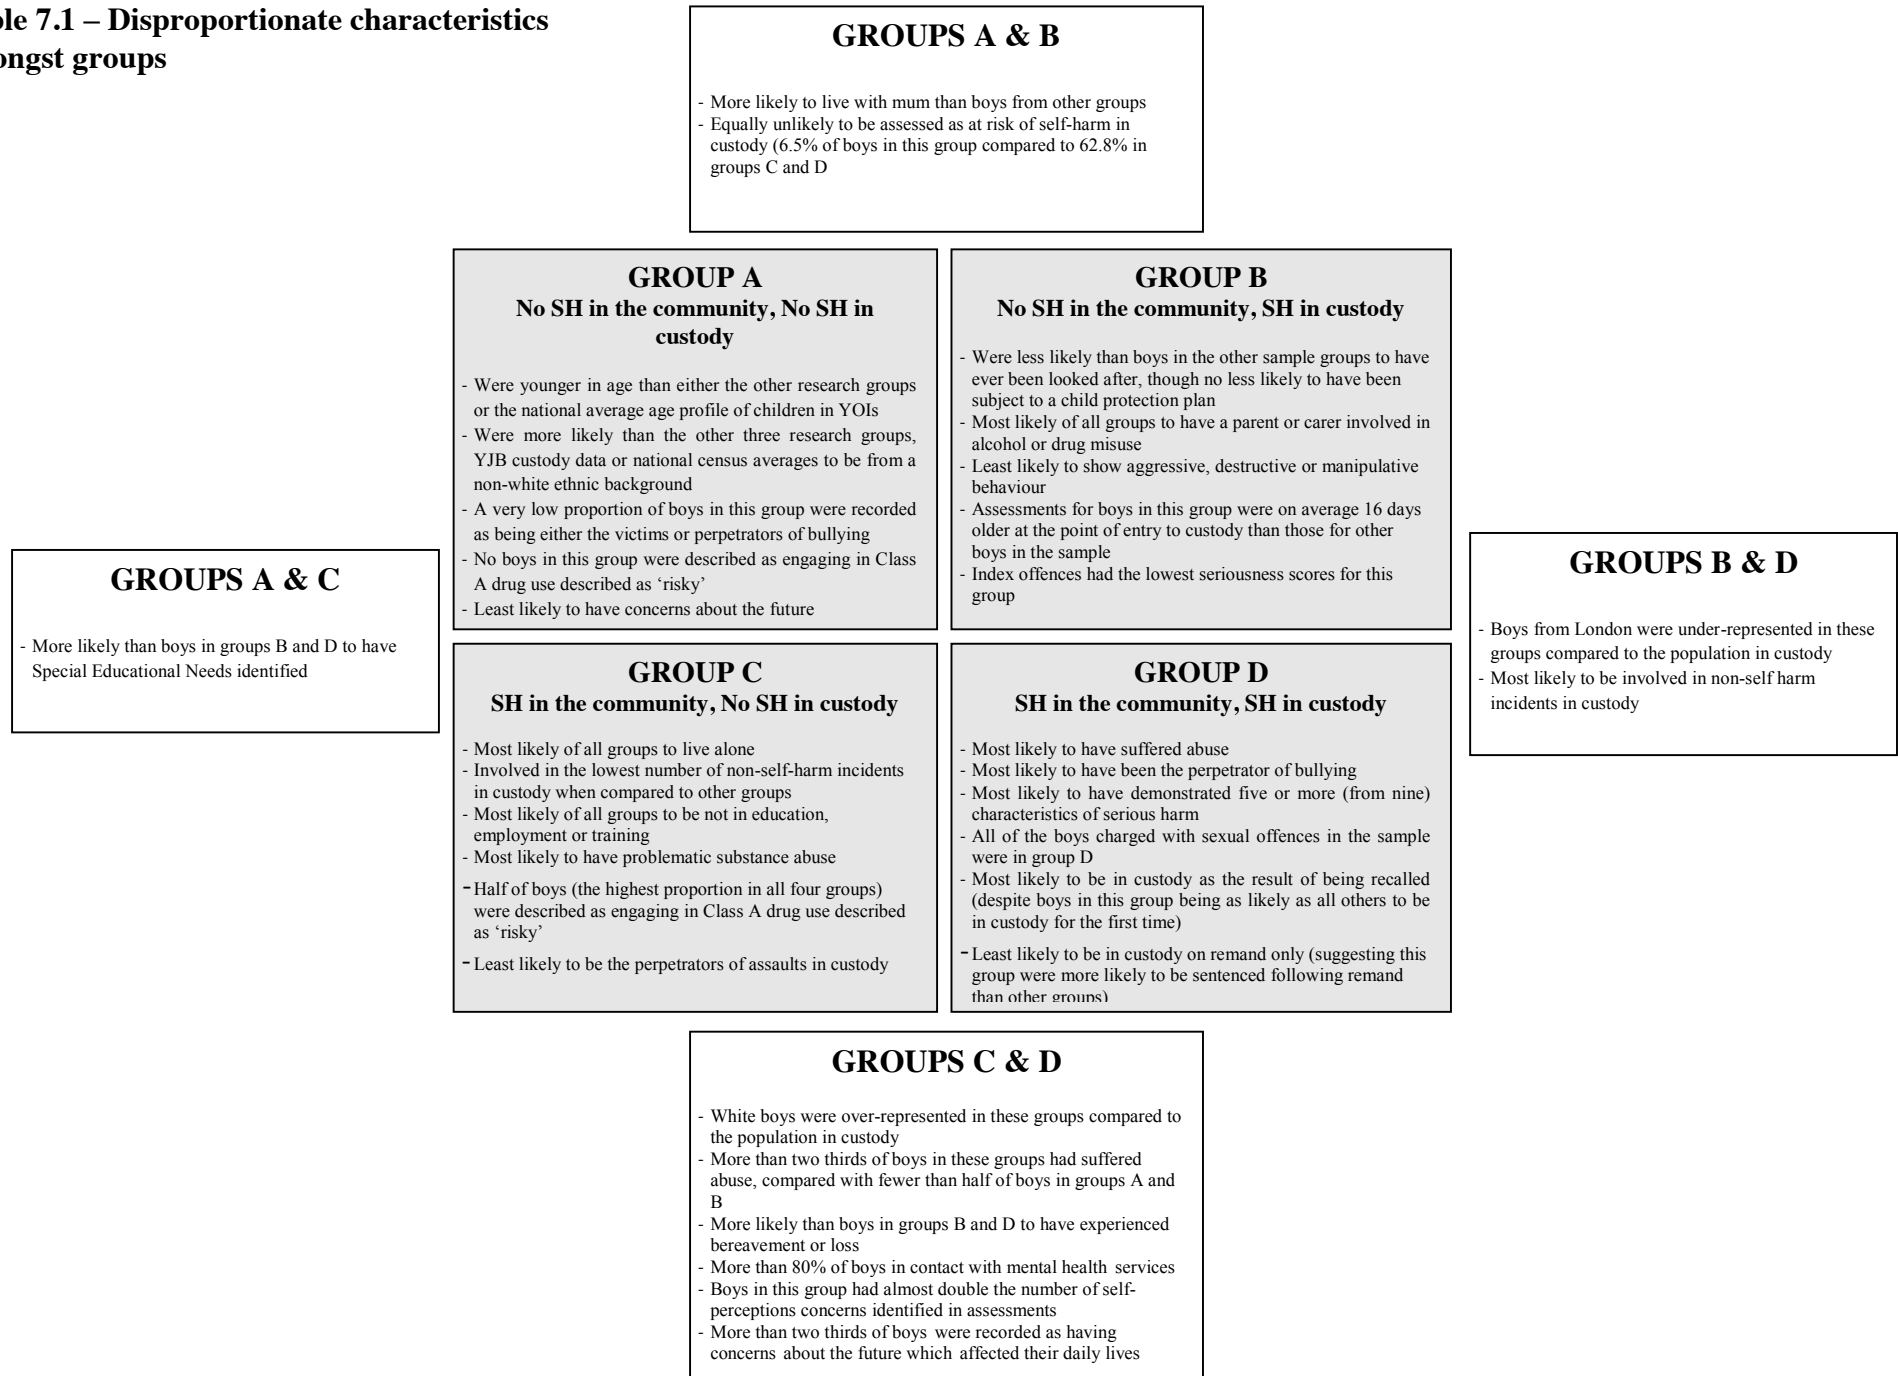 ble 7.1 – Disproportionate characteristics
ongst groups
GROUPS A & B
- More likely to live with mum than boys from other groups
- Equally unlikely to be assessed as at risk of self-harm in
custody (6.5% of boys in this group compared to 62.8% in
groups C and D
GROUP A
No SH in the community, No SH in
custody
- Were younger in age than either the other research groups
or the national average age profile of children in YOIs
- Were more likely than the other three research groups,
YJB custody data or national census averages to be from a
non-white ethnic background
- A very low proportion of boys in this group were recorded
as being either the victims or perpetrators of bullying
- No boys in this group were described as engaging in Class
A drug use described as ‘risky’
- Least likely to have concerns about the future
GROUP B
No SH in the community, SH in custody
- Were less likely than boys in the other sample groups to have
ever been looked after, though no less likely to have been
subject to a child protection plan
- Most likely of all groups to have a parent or carer involved in
alcohol or drug misuse
- Least likely to show aggressive, destructive or manipulative
behaviour
- Assessments for boys in this group were on average 16 days
older at the point of entry to custody than those for other
boys in the sample
- Index offences had the lowest seriousness scores for this
group
GROUPS A & C
- More likely than boys in groups B and D to have
Special Educational Needs identified
GROUPS B & D
- Boys from London were under-represented in these
groups compared to the population in custody
- Most likely to be involved in non-self harm
incidents in custody
GROUP C
SH in the community, No SH in custody
- Most likely of all groups to live alone
- Involved in the lowest number of non-self-harm incidents
in custody when compared to other groups
- Most likely of all groups to be not in education,
employment or training
- Most likely to have problematic substance abuse
- Half of boys (the highest proportion in all four groups)
were described as engaging in Class A drug use described
as ‘risky’
- Least likely to be the perpetrators of assaults in custody
GROUP D
SH in the community, SH in custody
- Most likely to have suffered abuse
- Most likely to have been the perpetrator of bullying
- Most likely to have demonstrated five or more (from nine)
characteristics of serious harm
- All of the boys charged with sexual offences in the sample
were in group D
- Most likely to be in custody as the result of being recalled
(despite boys in this group being as likely as all others to be
in custody for the first time)
- Least likely to be in custody on remand only (suggesting this
group were more likely to be sentenced following remand
than other groups)
GROUPS C & D
- White boys were over-represented in these groups compared to
the population in custody
- More than two thirds of boys in these groups had suffered
abuse, compared with fewer than half of boys in groups A and
B
- More likely than boys in groups B and D to have experienced
bereavement or loss
- More than 80% of boys in contact with mental health services
- Boys in this group had almost double the number of self-
perceptions concerns identified in assessments
- More than two thirds of boys were recorded as having
concerns about the future which affected their daily lives